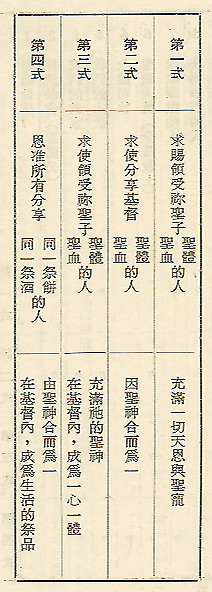 第一式
求賜領受祢聖子
聖體
聖血
的人
充滿一切天恩與聖寵
第二式
求使分享基督
聖體
聖血
的人
因聖神合而爲一
第三式
求使領受祢聖子
聖體
聖血
的人
充滿祂的聖神
在基督內，成爲一心一體
第四式
恩准所有分享
同一祭餅
同一祭酒
的人
由聖神合而爲一
在基督內，成爲生活的祭品